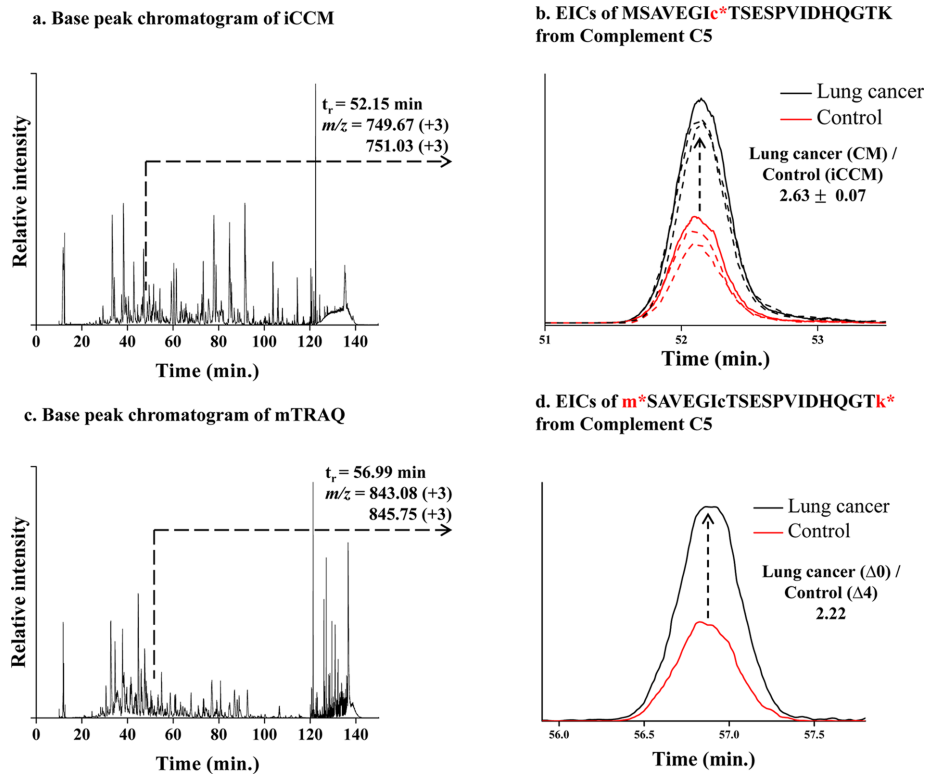 a. Base peak chromatogram of iCCM
Relative intensity
tr = 52.15 min
m/z = 749.67 (+3)
751.03 (+3)
0 20 40 60 80 100 120 140
Time (min.)
b. EICs of MSAVEGIc*TSESPVIDHQGTK
from Complement C5
Lung cancer
Control
Lung cancer (CM) /
Control (iCCM)
2.63 ± 0.07
51 52 53
Time (min.)
c. Base peak chromatogram of mTRAQ
Relative intensity
tr = 56.99 min
m/z = 843.08 (+3)
845.75 (+3)
0 20 40 60 80 100 120 140
Time (min.)
d. EICs of m*SAVEGIcTSESPVIDHQGTk*
from Complement C5
Lung cancer
Control
Lung cancer (Δ0) /
Control (Δ4)
2.22
56.0 56.5 57.0 57.5
Time (min.)